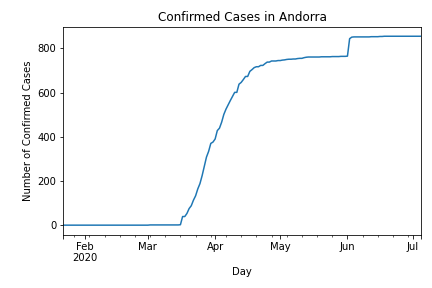 Confirmed Cases in Andorra
Number of Confirmed Cases
800
600
400
200
0
Feb Mar Apr May Jun Jul
2020
Day